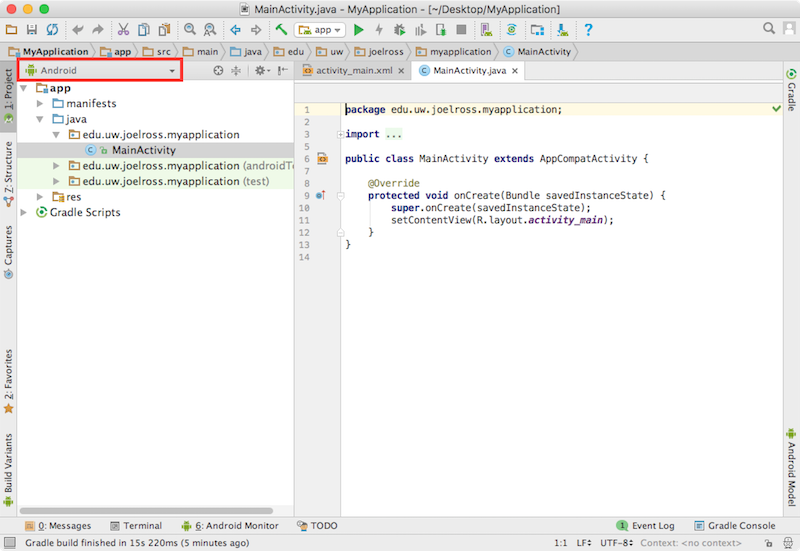 MainActivity.java - MyApplication - [~/Desktop/MyApplication]
app
MyApplication app src main java edu uw joelross myapplication MainActivity
Android
activity_main.xml MainActivity.java
1: Project
Z: Structure
Captures
2: Favorites
Build Variants
app
manifests
java
edu.uw.joelross.myapplication
MainActivity
edu.uw.joelross.myapplication (androidTe
edu.uw.joelross.myapplication (test)
res
Gradle Scripts
1 package edu.uw.joelross.myapplication;
2
3 import ...
5
6 public class MainActivity extends AppCompatActivity {
7
8 @Override
9 protected void onCreate(Bundle savedInstanceState) {
10 super.onCreate(savedInstanceState);
11 setContentView(R.layout.activity_main);
12 }
13 }
14
Gradle
Android Model
0: Messages Terminal 6: Android Monitor TODO 1 Event Log Gradle Console
Gradle build finished in 15s 220ms (5 minutes ago) 1:1 LF UTF-8 Context: <no context>